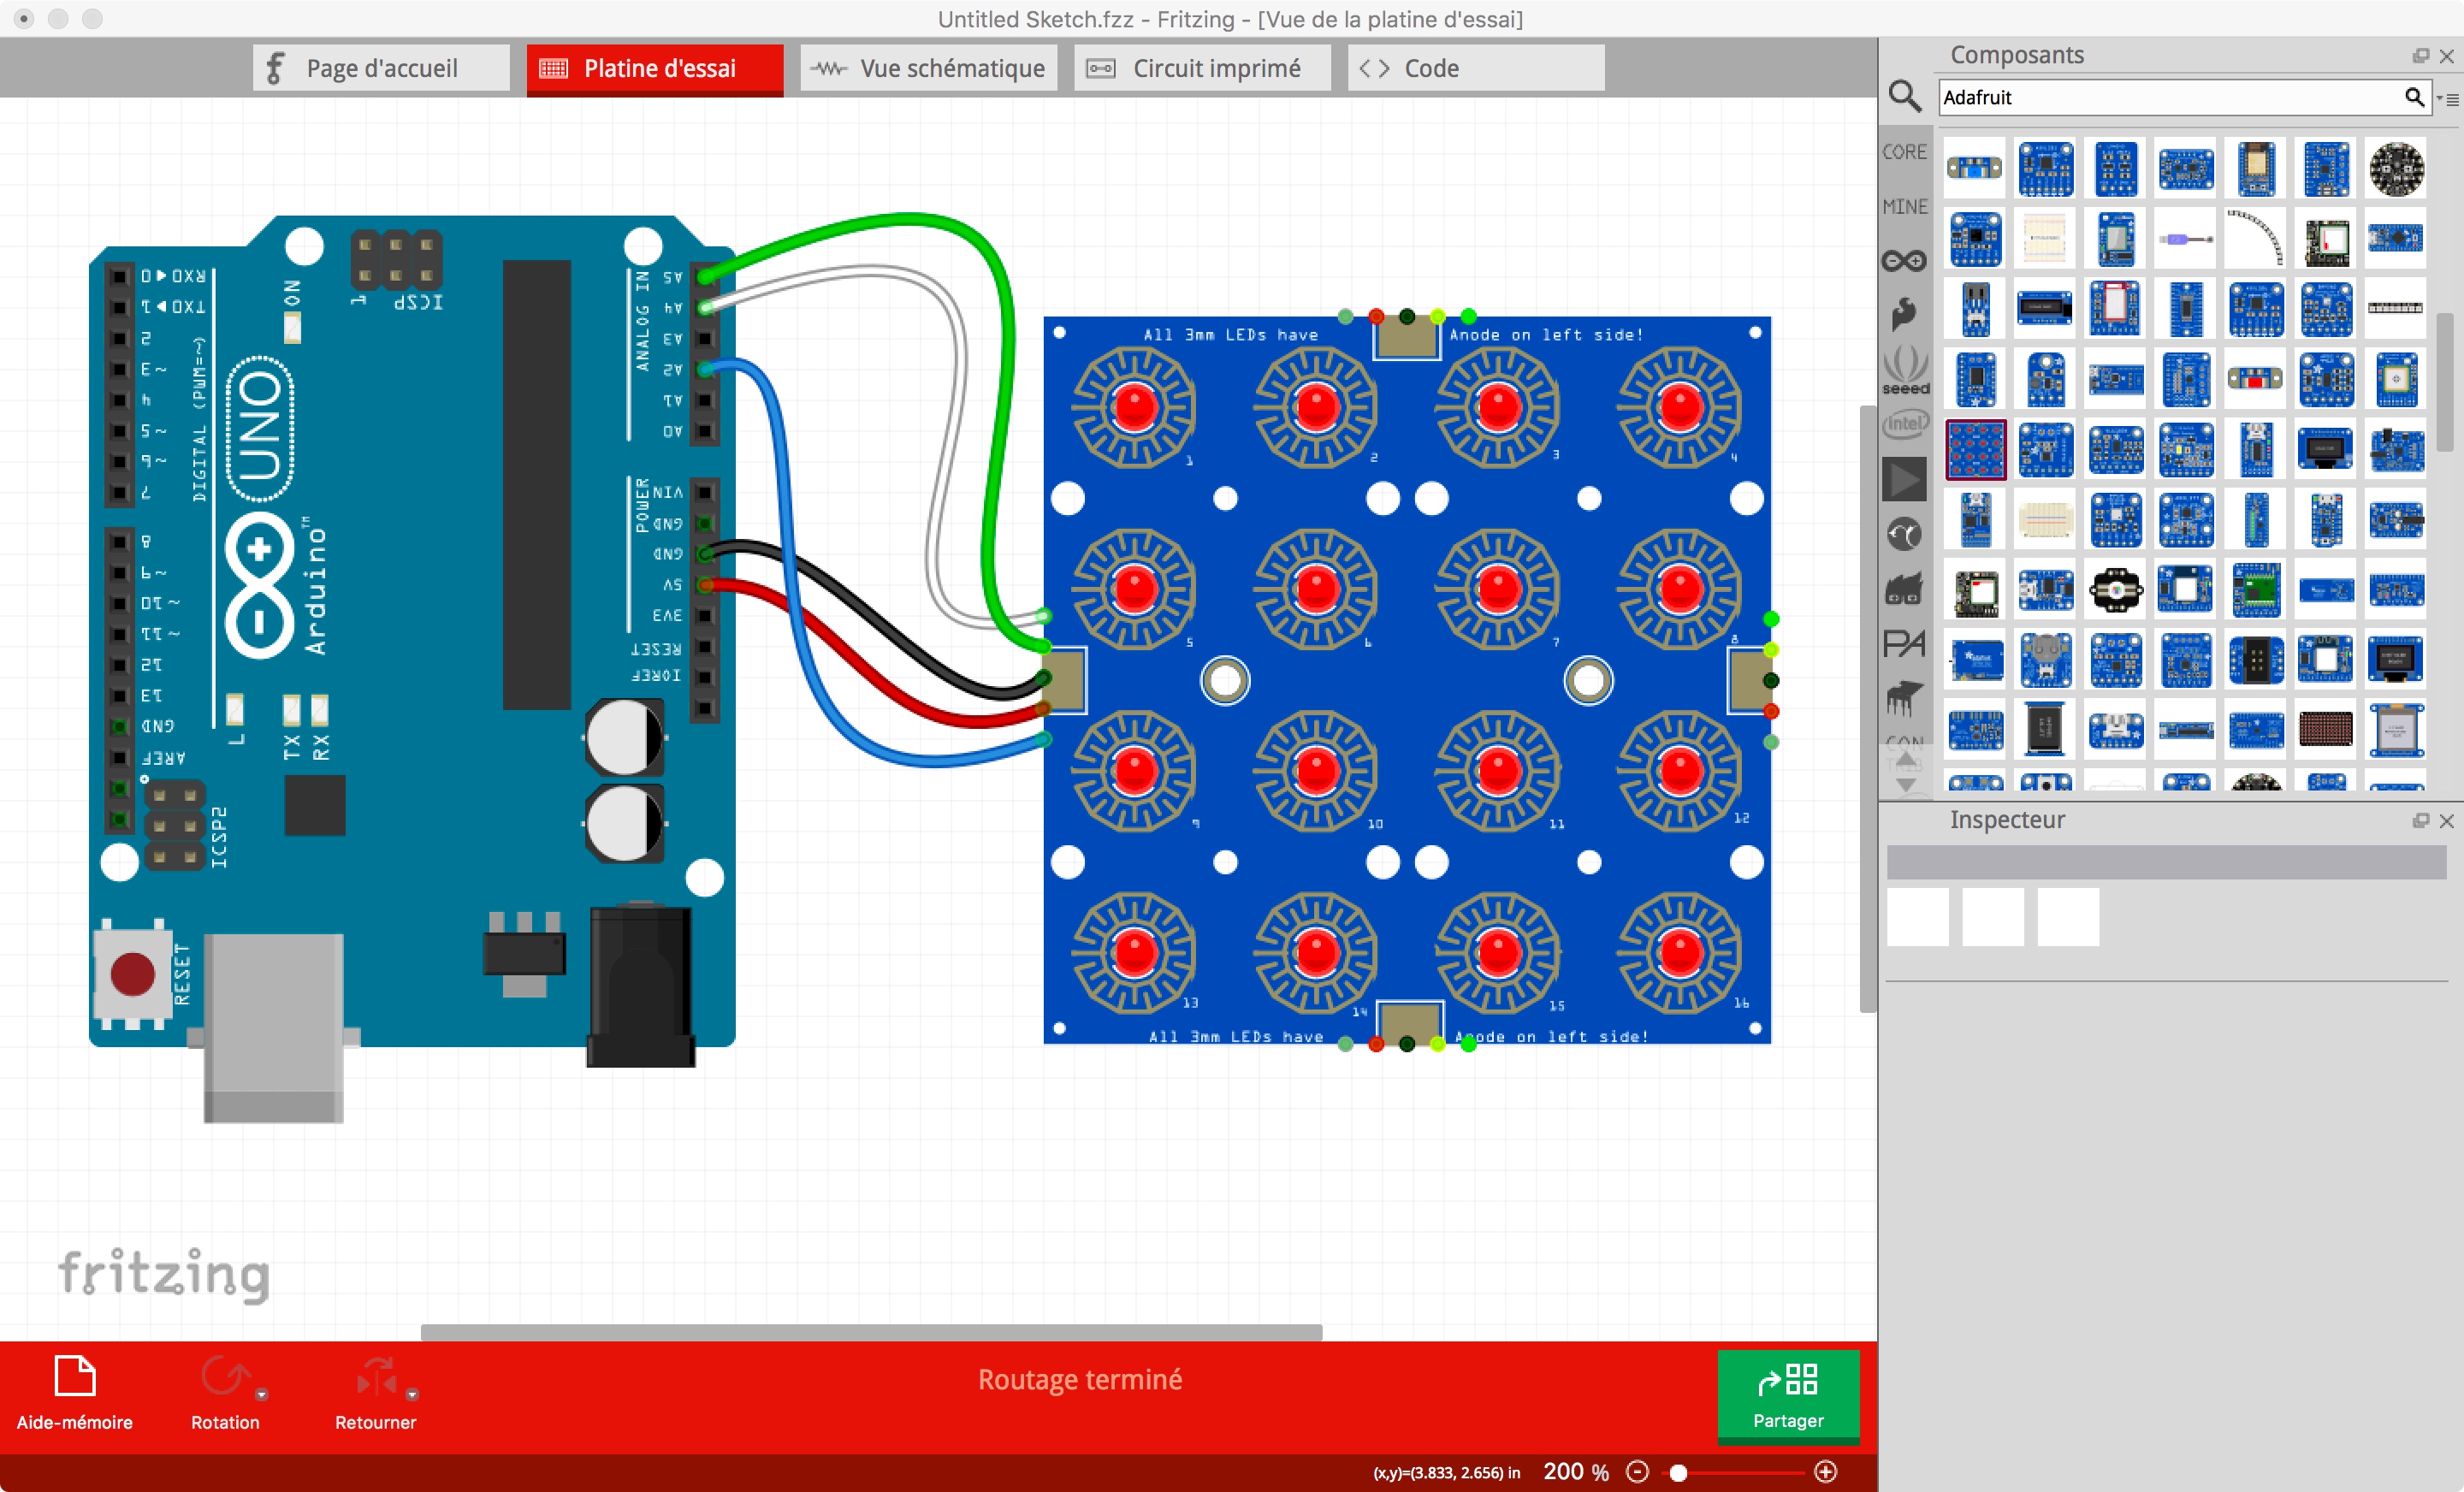 Untitled Sketch.fzz - Fritzing - [Vue de la platine d'essai]
Page d'accueil
Platine d'essai
Vue schématique
Circuit imprimé
Code
Composants
Adafruit
CORE
MINE
seeed
intel
PA
Inspecteur
RX0 ◀ 0
TX0 ▶ 1
2
~3
4
~5
~6
7
8
~9
~10
~11
12
13
GND
AREF
DIGITAL (PWM=~)
ON
1
ICSP
UNO
Arduino™
L
TX
RX
ICSP2
RESET
ANALOG IN
A5
A4
A3
A2
A1
A0
POWER
VIN
GND
GND
5V
3V3
RESET
IOREF
All 3mm LEDs have
Anode on left side!
1
2
3
4
5
6
7
8
9
10
11
12
13
14
15
16
All 3mm LEDs have
Anode on left side!
fritzing
Aide-mémoire
Rotation
Retourner
Routage terminé
Partager
(x,y)=(3.833, 2.656) in
200 %